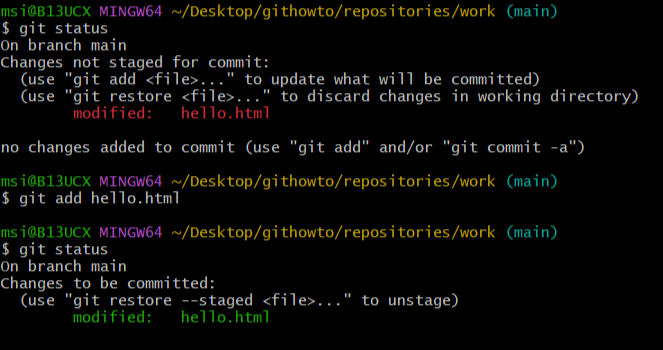 msi@B13UCX MINGW64 ~/Desktop/githowto/repositories/work (main)
$ git status
On branch main
Changes not staged for commit:
  (use "git add <file>..." to update what will be committed)
  (use "git restore <file>..." to discard changes in working directory)
        modified:   hello.html

no changes added to commit (use "git add" and/or "git commit -a")

msi@B13UCX MINGW64 ~/Desktop/githowto/repositories/work (main)
$ git add hello.html

msi@B13UCX MINGW64 ~/Desktop/githowto/repositories/work (main)
$ git status
On branch main
Changes to be committed:
  (use "git restore --staged <file>..." to unstage)
        modified:   hello.html